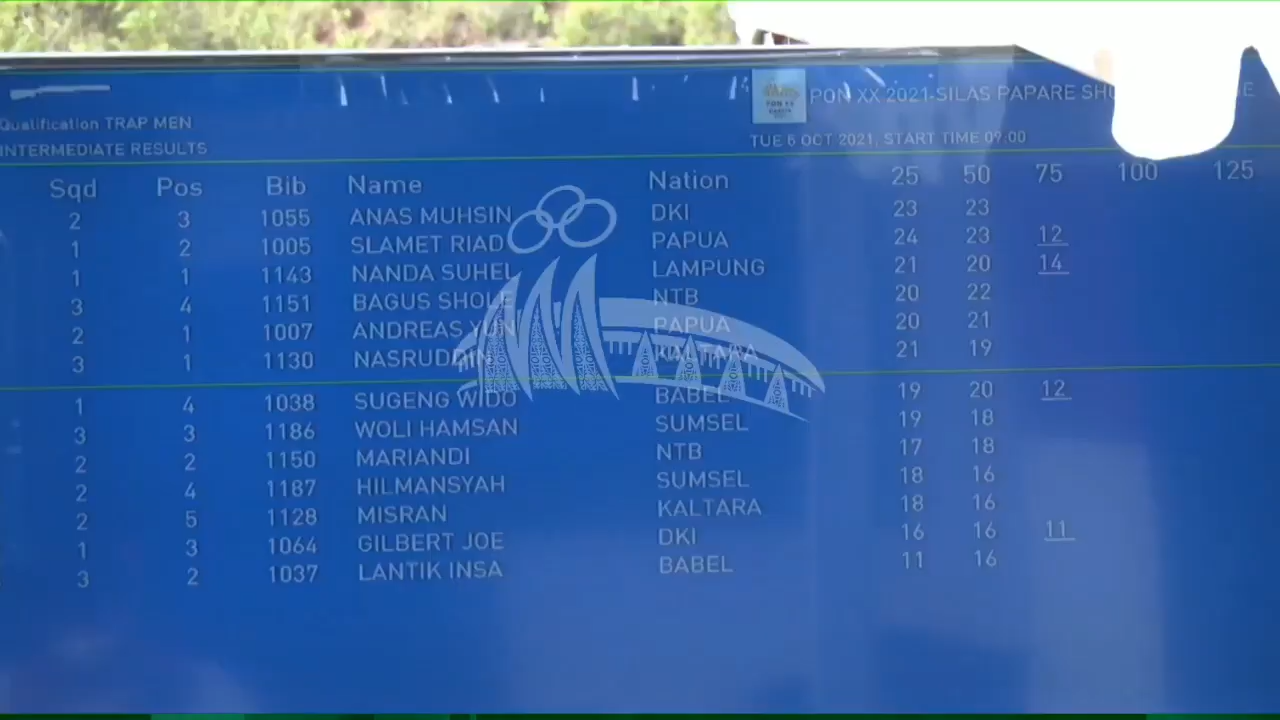 PON XX 2021-SILAS PAPARE
Qualification TRAP MEN
INTERMEDIATE RESULTS
TUE 5 OCT 2021, START TIME 09:00
Sqd Pos Bib Name Nation 25 50 75 100 125
2 3 1055 ANAS MUHSIN DKI 23 23
1 2 1005 SLAMET RIAD PAPUA 24 23 12
1 1 1143 NANDA SUHEL LAMPUNG 21 20 14
3 4 1151 BAGUS SHOLE NTB 20 22
2 1 1007 ANDREAS YUN PAPUA 20 21
3 1 1130 NASRUDDIN KALTARA 21 19
1 4 1038 SUGENG WIDO BABEL 19 20 12
3 3 1186 WOLI HAMSAN SUMSEL 19 18
2 2 1150 MARIANDI NTB 17 18
2 4 1187 HILMANSYAH SUMSEL 18 16
2 5 1128 MISRAN KALTARA 18 16
1 3 1064 GILBERT JOE DKI 16 16 11
3 2 1037 LANTIK INSA BABEL 11 16